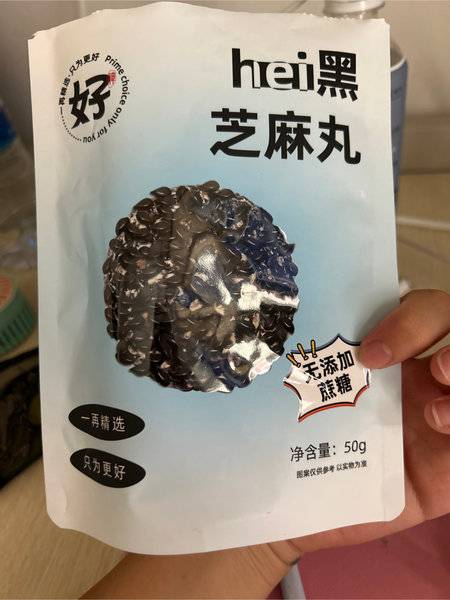 一再精选·只为更好 Prime choice only for you
好
hei黑
芝麻丸
无添加
蔗糖
一再精选
只为更好
净含量：50g
图案仅供参考 以实物为准